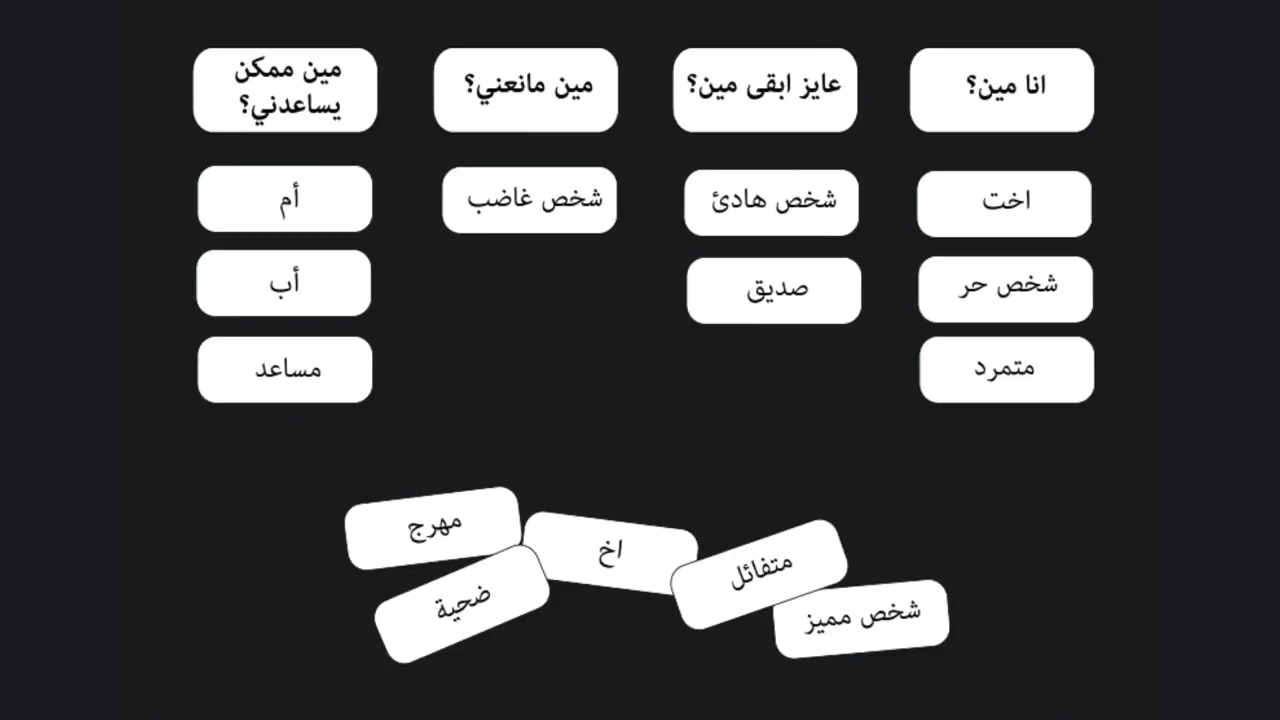 انا مين؟
عايز ابقى مين؟
مين مانعني؟
مين ممكن
يساعدني؟
اخت
شخص هادئ
شخص غاضب
أم
شخص حر
صديق
أب
متمرد
مساعد
مهرج
اخ
متفائل
ضحية
شخص مميز